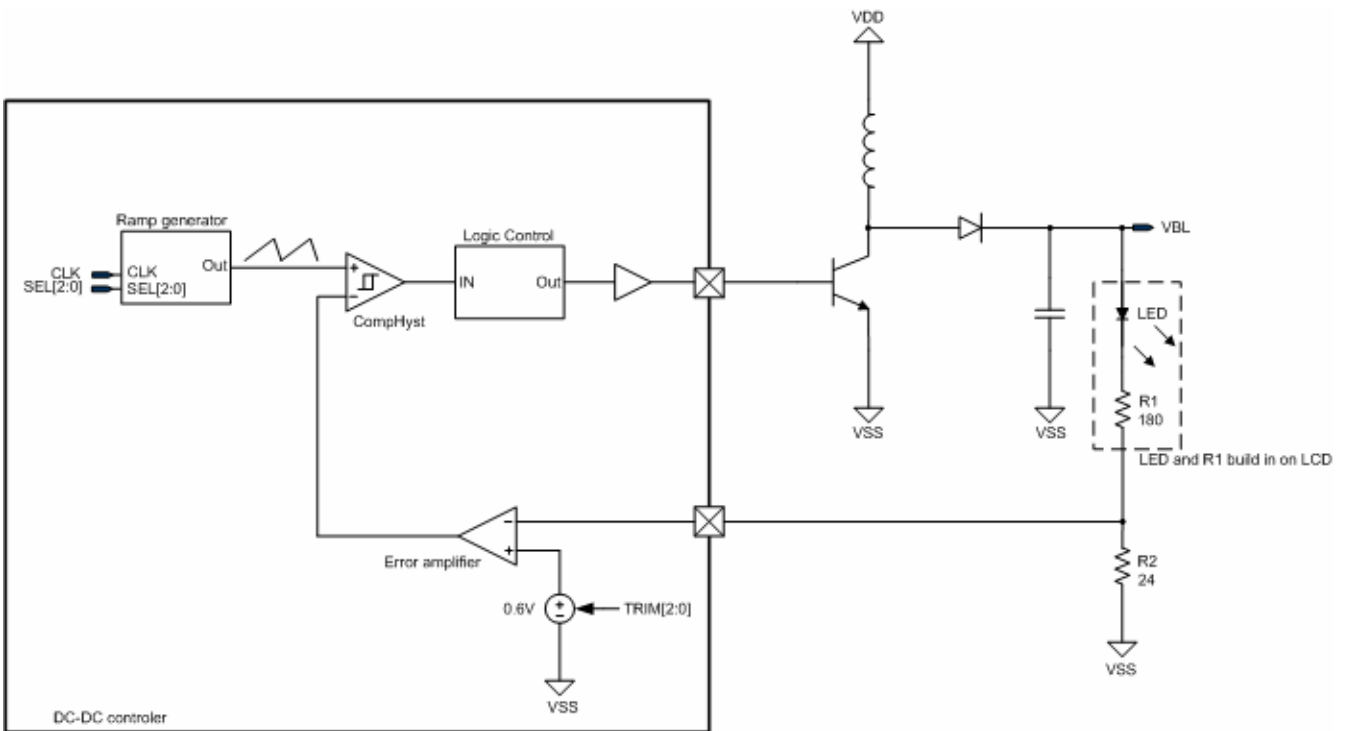 VDD
Ramp generator
CLK
SEL[2:0]
CLK
SEL[2:0]
Out
+
-
CompHyst
Logic Control
IN
Out
VBL
LED
R1
180
LED and R1 build in on LCD
VSS
VSS
-
+
Error amplifier
0.6V
+
-
TRIM[2:0]
VSS
R2
24
VSS
DC-DC controler